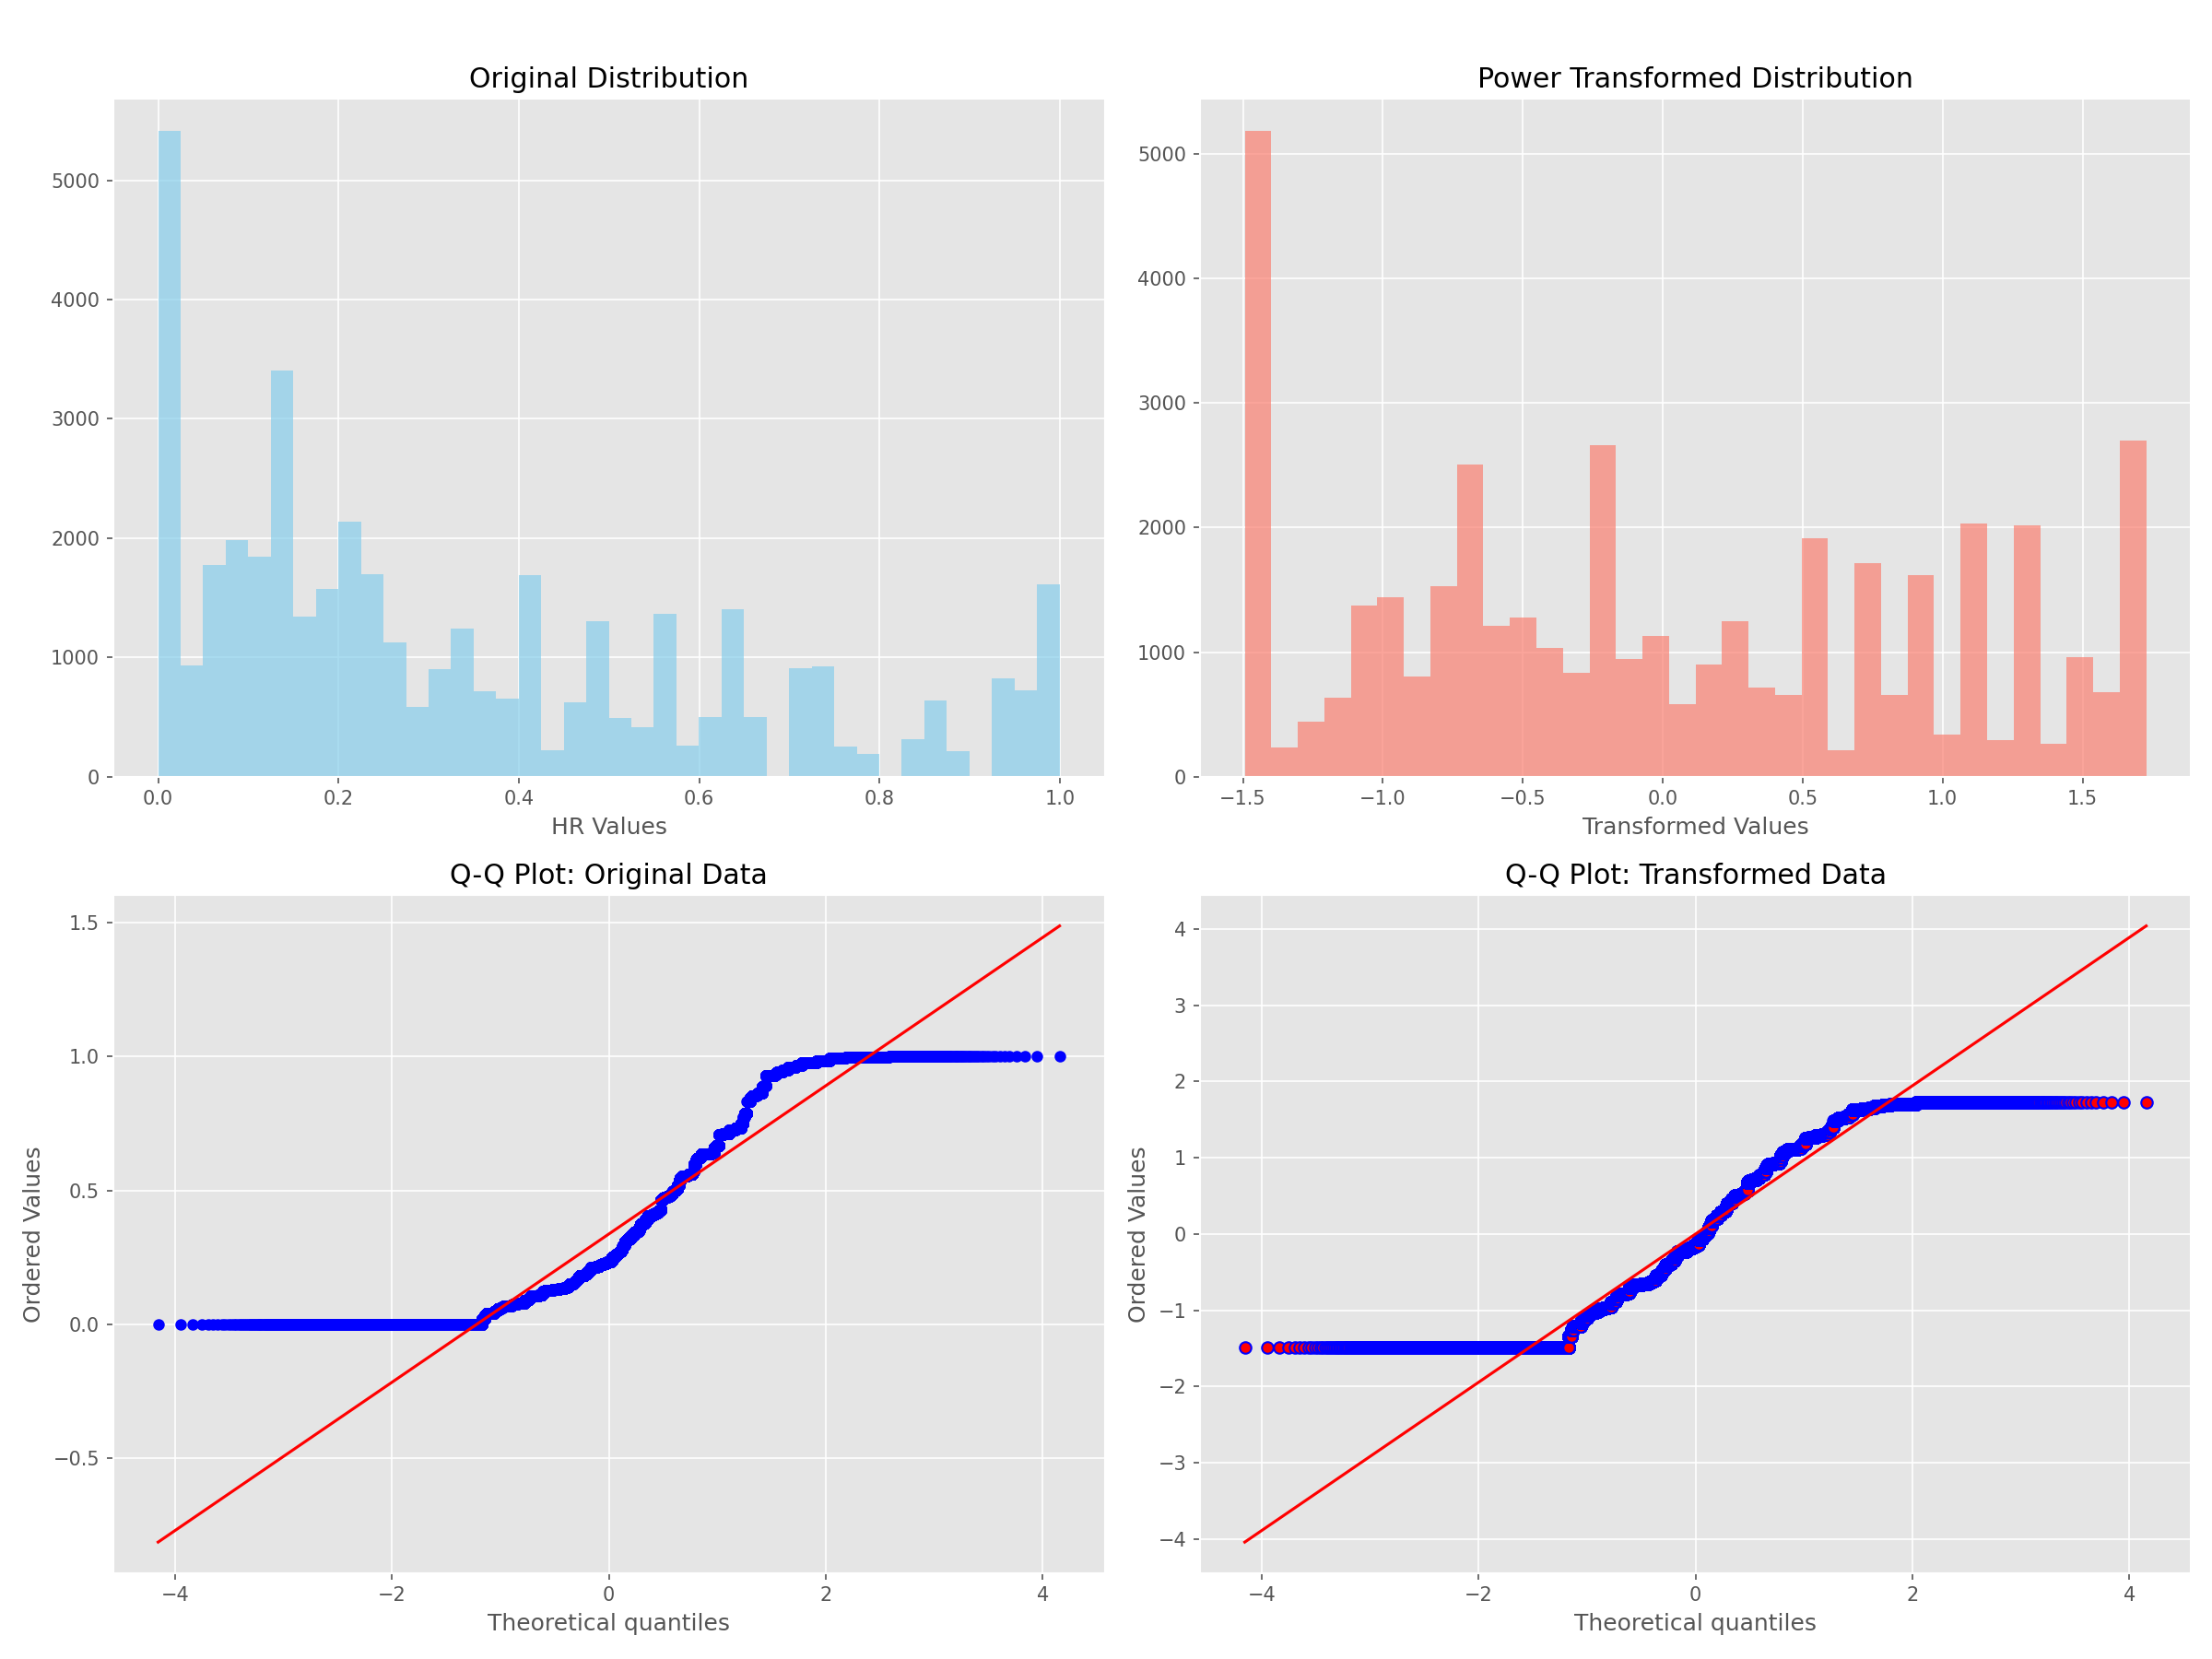 Original Distribution
5000
4000
3000
2000
1000
0
0.0 0.2 0.4 0.6 0.8 1.0
HR Values
Power Transformed Distribution
5000
4000
3000
2000
1000
0
−1.5 −1.0 −0.5 0.0 0.5 1.0 1.5
Transformed Values
Q-Q Plot: Original Data
Ordered Values
1.5
1.0
0.5
0.0
−0.5
−4 −2 0 2 4
Theoretical quantiles
Q-Q Plot: Transformed Data
Ordered Values
4
3
2
1
0
−1
−2
−3
−4
−4 −2 0 2 4
Theoretical quantiles